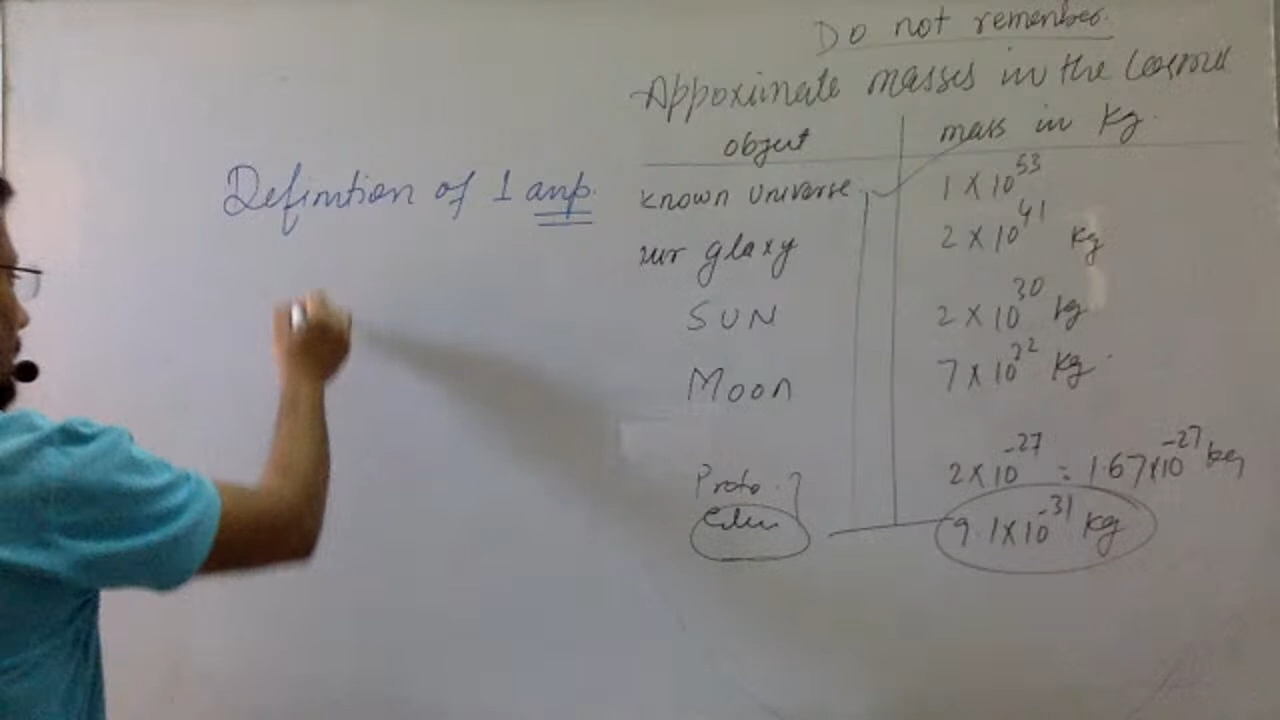 Do not remember.
Appoximate masses in the Cosmus
object mass in Kg.
Definition of 1 amp.
known universe 1 X 10^53
our glaxy 2 X 10^41 kg
SUN 2 X 10^30 kg
Moon 7 X 10^22 kg.
Proto. 2 X 10^-27 = 1.67 X 10^-27 kg
9.1 X 10^-31 kg